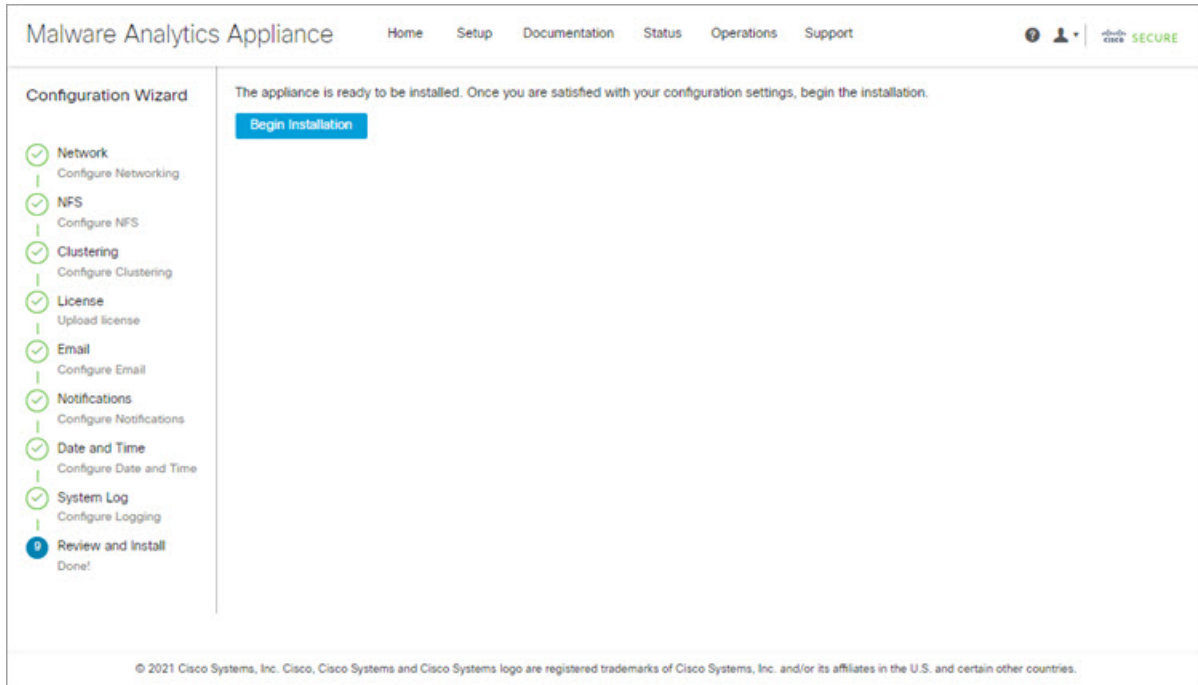 Malware Analytics Appliance
Home Setup Documentation Status Operations Support
? CISCO SECURE
Configuration Wizard
The appliance is ready to be installed. Once you are satisfied with your configuration settings, begin the installation.
Begin Installation
Network
Configure Networking
NFS
Configure NFS
Clustering
Configure Clustering
License
Upload license
Email
Configure Email
Notifications
Configure Notifications
Date and Time
Configure Date and Time
System Log
Configure Logging
9 Review and Install
Done!
© 2021 Cisco Systems, Inc. Cisco, Cisco Systems and Cisco Systems logo are registered trademarks of Cisco Systems, Inc. and/or its affiliates in the U.S. and certain other countries.